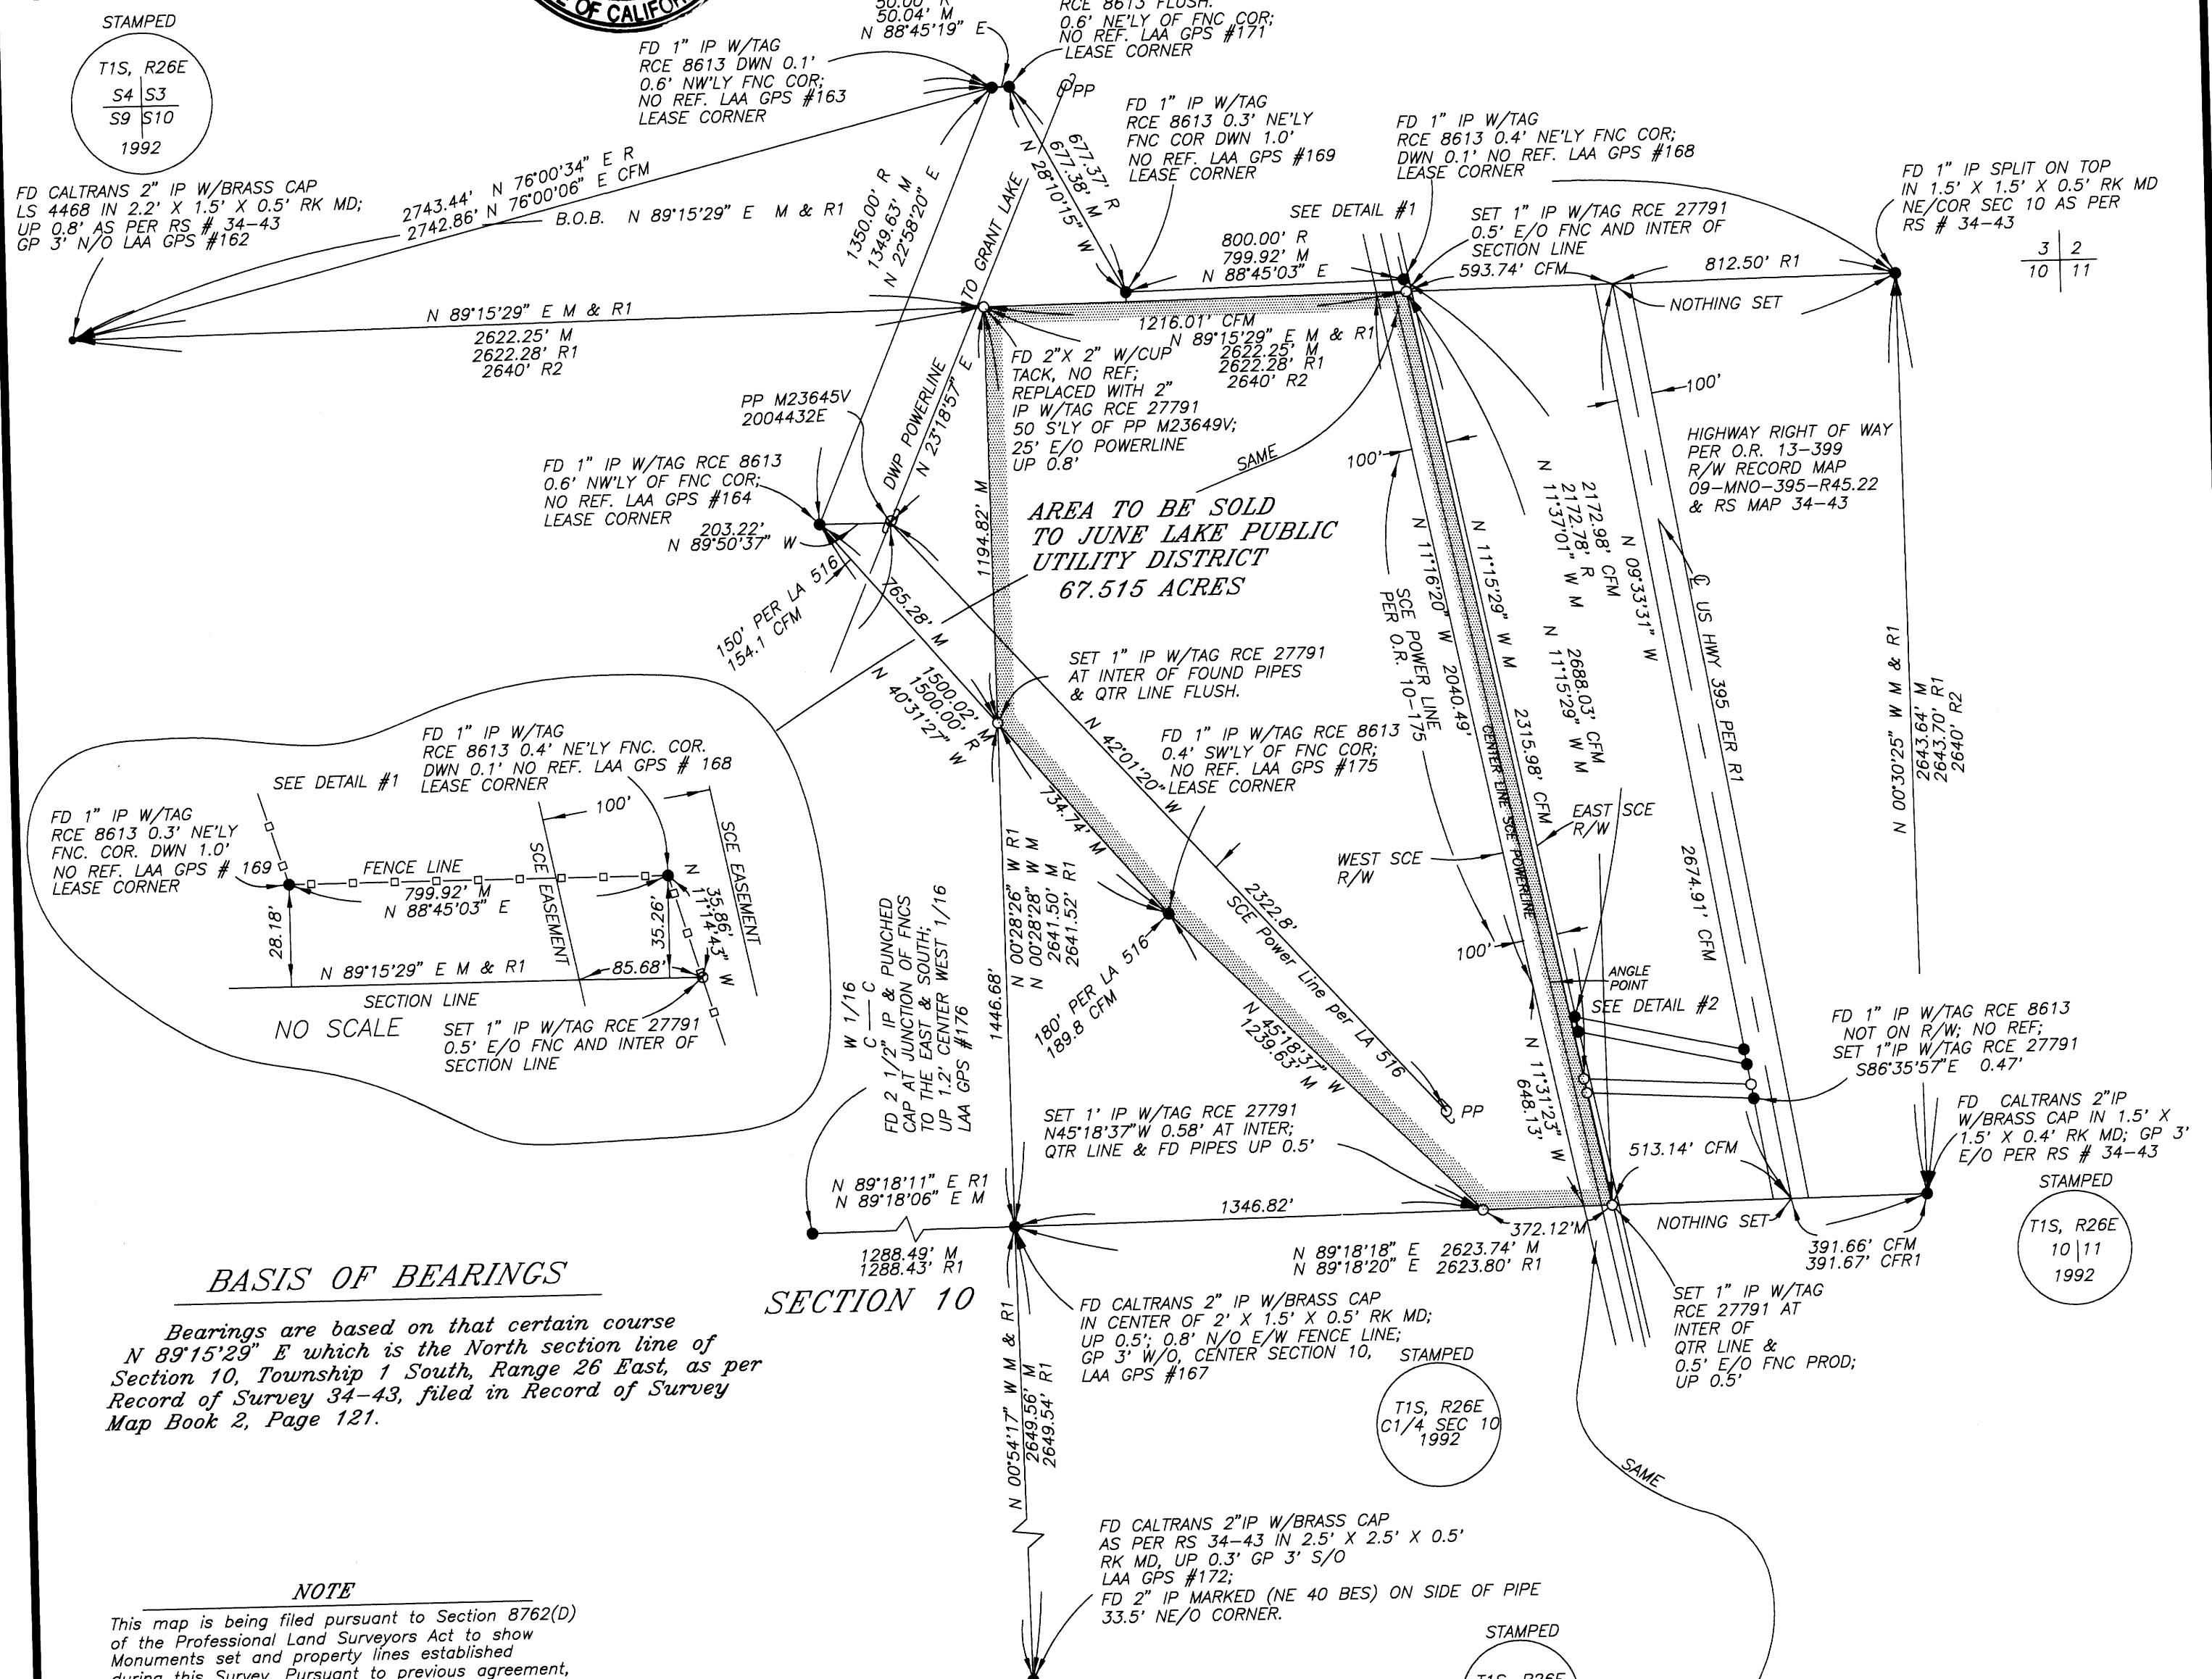 E OF CALIFOR
STAMPED
T1S, R26E
S4 S3
S9 S10
1992
FD CALTRANS 2" IP W/BRASS CAP
LS 4468 IN 2.2' X 1.5' X 0.5' RK MD;
UP 0.8' AS PER RS # 34-43
GP 3' N/O LAA GPS #162
FD 1" IP W/TAG
RCE 8613 DWN 0.1'
0.6' NW'LY FNC COR;
NO REF. LAA GPS #163
LEASE CORNER
50.04' M
N 88°45'19" E
RCE 8613 FLUSH.
0.6' NE'LY OF FNC COR;
NO REF. LAA GPS #171
LEASE CORNER
PP
FD 1" IP W/TAG
RCE 8613 0.3' NE'LY
FNC COR DWN 1.0'
NO REF. LAA GPS #169
LEASE CORNER
FD 1" IP W/TAG
RCE 8613 0.4' NE'LY FNC COR;
DWN 0.1' NO REF. LAA GPS #168
LEASE CORNER
FD 1" IP SPLIT ON TOP
IN 1.5' X 1.5' X 0.5' RK MD
NE/COR SEC 10 AS PER
RS # 34-43
3 2
10 11
2743.44' N 76°00'34" E R
2742.86' N 76°00'06" E CFM
B.O.B. N 89°15'29" E M & R1
1350.00' R
1349.63' M
N 22°58'20" E
677.37' R
677.38' M
N 28°10'15" W
TO GRANT LAKE
SEE DETAIL #1
800.00' R
799.92' M
N 88°45'03" E
SET 1" IP W/TAG RCE 27791
0.5' E/O FNC AND INTER OF
SECTION LINE
593.74' CFM
812.50' R1
NOTHING SET
N 89°15'29" E M & R1
2622.25' M
2622.28' R1
2640' R2
1216.01' CFM
N 89°15'29" E M & R1
2622.25' M
2622.28' R1
2640' R2
FD 2"X 2" W/CUP
TACK, NO REF;
REPLACED WITH 2"
IP W/TAG RCE 27791
50 S'LY OF PP M23649V;
25' E/O POWERLINE
UP 0.8'
SAME
PP M23645V
2004432E
DWP POWERLINE
N 23°18'57" E
100'
100'
HIGHWAY RIGHT OF WAY
PER O.R. 13-399
R/W RECORD MAP
09-MNO-395-R45.22
& RS MAP 34-43
FD 1" IP W/TAG RCE 8613
0.6' NW'LY OF FNC COR;
NO REF. LAA GPS #164
LEASE CORNER
203.22'
N 89°50'37" W
1194.82' M
AREA TO BE SOLD
TO JUNE LAKE PUBLIC
UTILITY DISTRICT
67.515 ACRES
150' PER LA 516
154.1 CFM
765.28' M
1500.02' M
1500.00' R
N 40°31'27" W
SET 1" IP W/TAG RCE 27791
AT INTER OF FOUND PIPES
& QTR LINE FLUSH.
N 42°01'20" W
FD 1" IP W/TAG RCE 8613
0.4' SW'LY OF FNC COR;
NO REF. LAA GPS #175
LEASE CORNER
734.74' M
SCE POWER LINE
PER O.R. 10-175
N 11°16'20" W 2040.49'
N 11°15'29" W M 2315.98' CFM
CENTER LINE SCE POWERLINE
2172.98' CFM
2172.78' R
N 11°37'01" W M
2688.03' CFM
N 11°15'29" W M
N 09°33'31" W
2674.91' CFM
℄ US HWY 395 PER R1
N 00°30'25" W M & R1
2643.64' M
2643.70' R1
2640' R2
EAST SCE
R/W
WEST SCE
R/W
100'
ANGLE
POINT
SEE DETAIL #2
SEE DETAIL #1
FD 1" IP W/TAG
RCE 8613 0.4' NE'LY FNC. COR.
DWN 0.1' NO REF. LAA GPS # 168
LEASE CORNER
FD 1" IP W/TAG
RCE 8613 0.3' NE'LY
FNC. COR. DWN 1.0'
NO REF. LAA GPS # 169
LEASE CORNER
100'
FENCE LINE
799.92' M
N 88°45'03" E
SCE EASEMENT
SCE EASEMENT
28.18'
35.26'
35.86'
N 11°14'43" W
N 89°15'29" E M & R1
85.68'
SECTION LINE
NO SCALE
SET 1" IP W/TAG RCE 27791
0.5' E/O FNC AND INTER OF
SECTION LINE
W 1/16
C C
FD 2 1/2" IP & PUNCHED
CAP AT JUNCTION OF FNCS
TO THE EAST & SOUTH;
UP 1.2' CENTER WEST 1/16
LAA GPS #176
1446.68'
N 00°28'26" W R1
N 00°28'28" W M
2641.50' M
2641.52' R1
180' PER LA 516
189.8 CFM
2322.8'
SCE Power Line per LA 516
PP
N 45°18'37" W
1239.63' M
N 11°31'23" W
648.13'
SET 1' IP W/TAG RCE 27791
N45°18'37"W 0.58' AT INTER;
QTR LINE & FD PIPES UP 0.5'
FD 1" IP W/TAG RCE 8613
NOT ON R/W; NO REF;
SET 1"IP W/TAG RCE 27791
S86°35'57"E 0.47'
FD CALTRANS 2"IP
W/BRASS CAP IN 1.5' X
1.5' X 0.4' RK MD; GP 3'
E/O PER RS # 34-43
STAMPED
T1S, R26E
10 11
1992
513.14' CFM
NOTHING SET
391.66' CFM
391.67' CFR1
N 89°18'11" E R1
N 89°18'06" E M
1288.49' M
1288.43' R1
1346.82'
372.12'M
N 89°18'18" E 2623.74' M
N 89°18'20" E 2623.80' R1
SECTION 10
BASIS OF BEARINGS
Bearings are based on that certain course
N 89°15'29" E which is the North section line of
Section 10, Township 1 South, Range 26 East, as per
Record of Survey 34-43, filed in Record of Survey
Map Book 2, Page 121.
FD CALTRANS 2" IP W/BRASS CAP
IN CENTER OF 2' X 1.5' X 0.5' RK MD;
UP 0.5'; 0.8' N/O E/W FENCE LINE;
GP 3' W/O, CENTER SECTION 10,
LAA GPS #167
STAMPED
T1S, R26E
C1/4 SEC 10
1992
SET 1" IP W/TAG
RCE 27791 AT
INTER OF
QTR LINE &
0.5' E/O FNC PROD;
UP 0.5'
N 00°54'17" W M & R1
2649.56' M
2649.54' R1
SAME
FD CALTRANS 2"IP W/BRASS CAP
AS PER RS 34-43 IN 2.5' X 2.5' X 0.5'
RK MD, UP 0.3' GP 3' S/O
LAA GPS #172;
FD 2" IP MARKED (NE 40 BES) ON SIDE OF PIPE
33.5' NE/O CORNER.
STAMPED
T1S, R26E
NOTE
This map is being filed pursuant to Section 8762(D)
of the Professional Land Surveyors Act to show
Monuments set and property lines established
during this Survey. Pursuant to previous agreement,